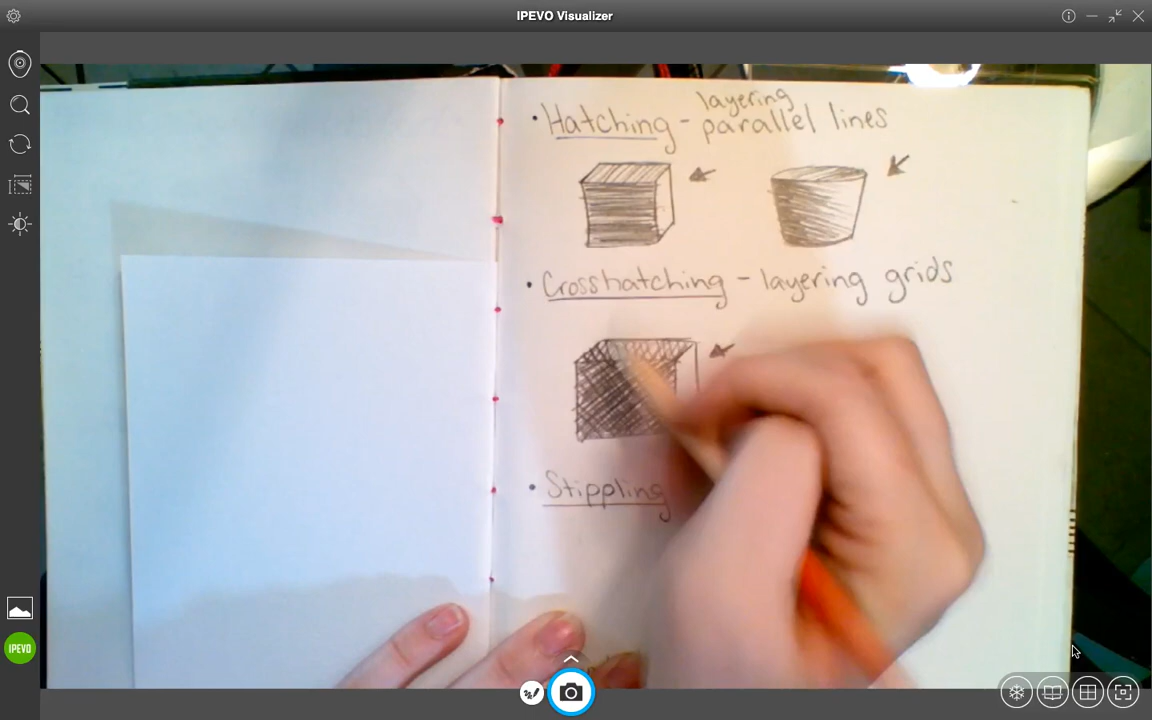 IPEVO Visualizer
layering
• Hatching - parallel lines
• Crosshatching - layering grids
• Stippling
IPEVO